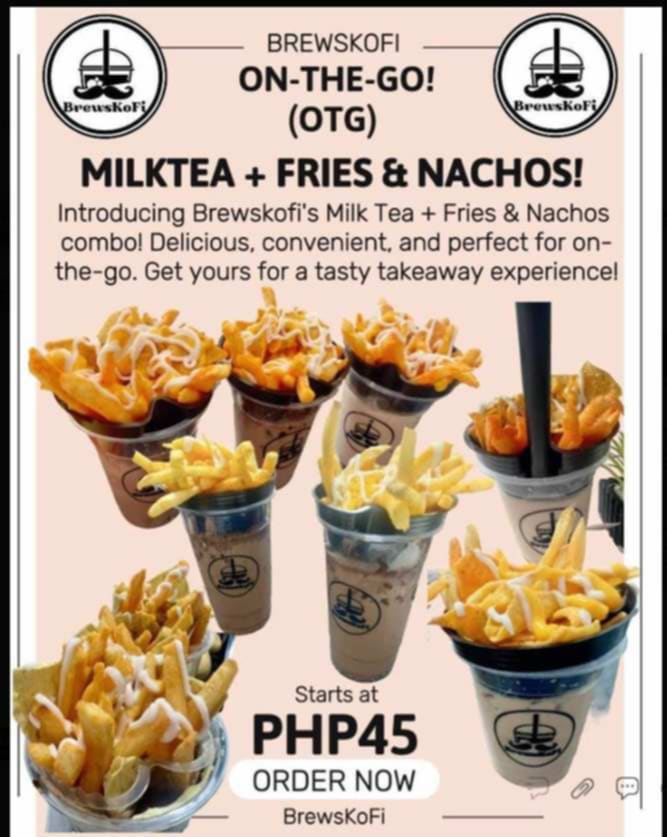 BREWSKOFI
ON-THE-GO!
(OTG)
BrewsKoFi
BrewsKoFi
MILKTEA + FRIES & NACHOS!
Introducing Brewskofi's Milk Tea + Fries & Nachos
combo! Delicious, convenient, and perfect for on-
the-go. Get yours for a tasty takeaway experience!
Starts at
PHP45
ORDER NOW
BrewsKoFi